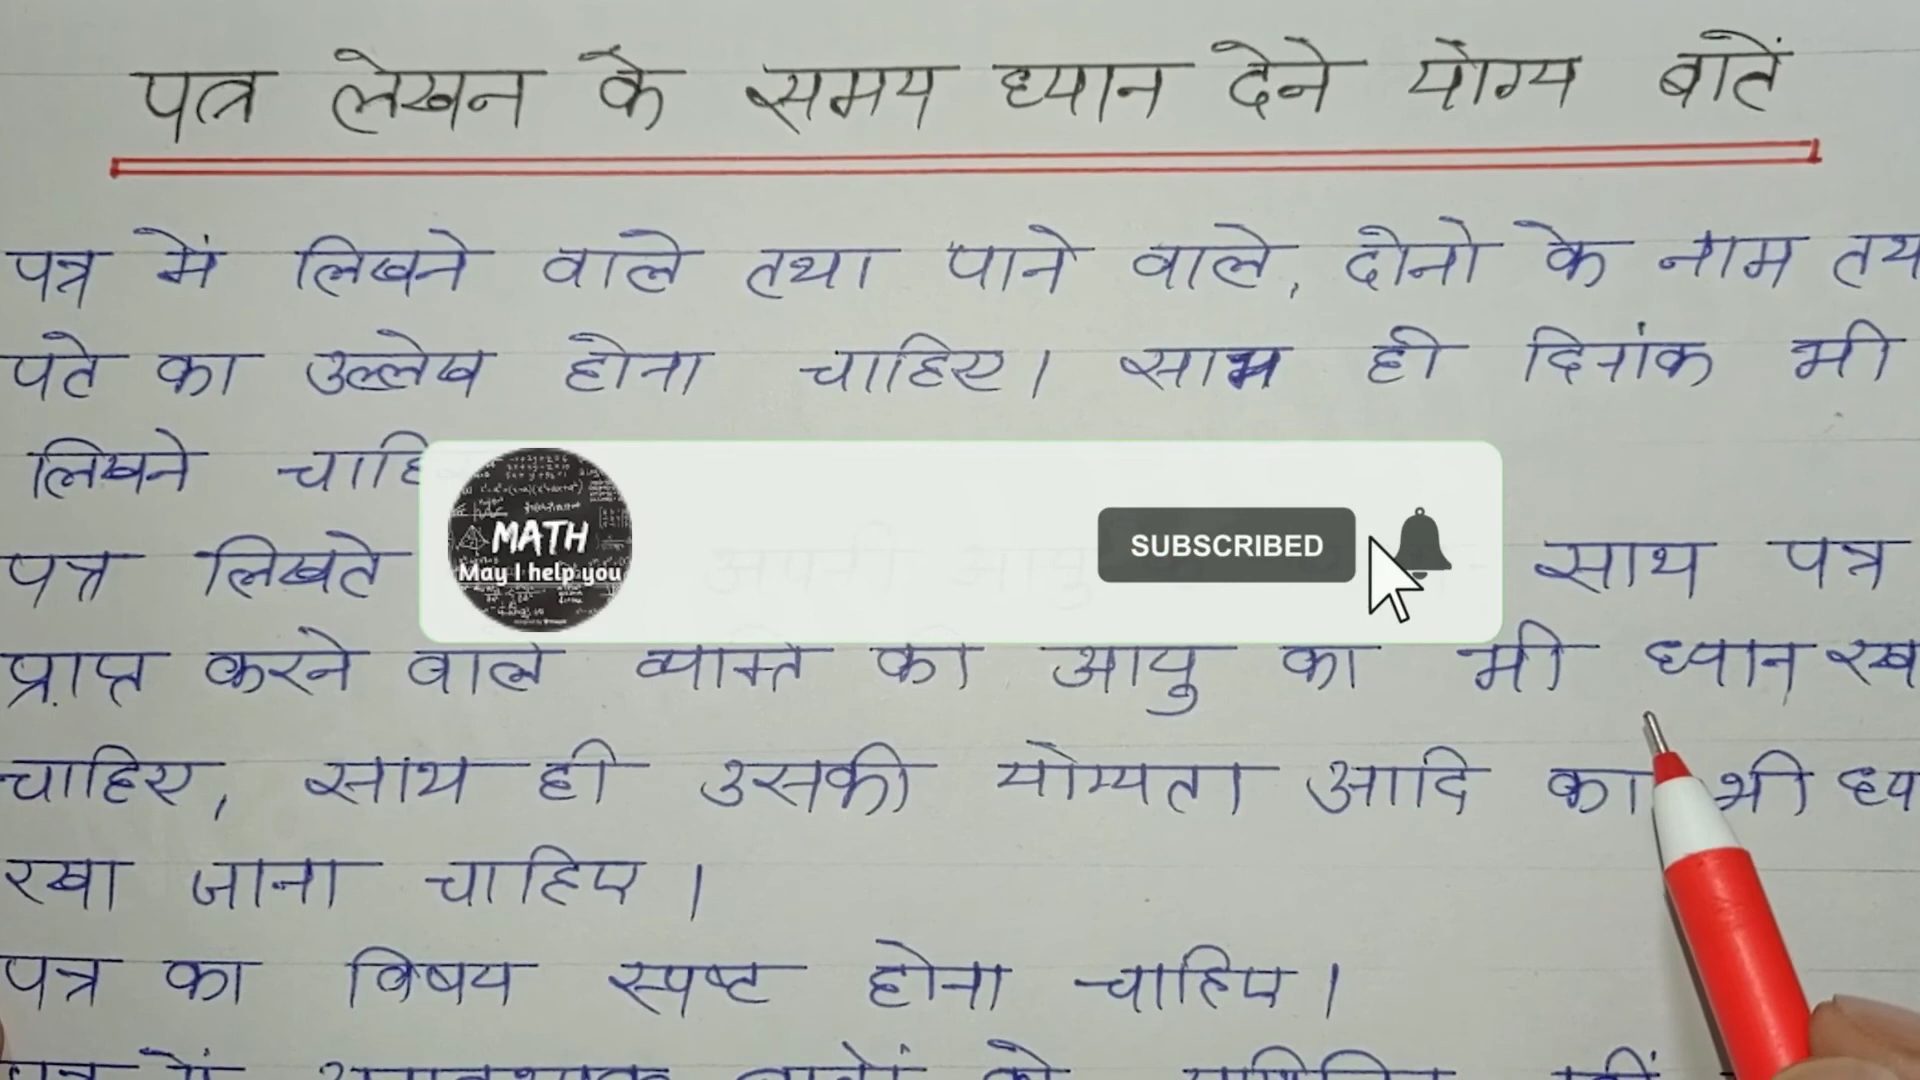 पत्र लेखन के समय ध्यान देने योग्य बातें
पत्र में लिखने वाले तथा पाने वाले, दोनो के नाम तथ
पते का उल्लेख होना चाहिए। साथ ही दिनांक भी
लिखने चाहि
MATH
May I help you
SUBSCRIBED
पत्र लिखते साथ पत्र
प्राप्त करने वाले व्यक्ति की आयु का भी ध्यान रख
चाहिए, साथ ही उसकी योग्यता आदि का भी ध्य
रखा जाना चाहिए।
पत्र का विषय स्पष्ट होना चाहिए।